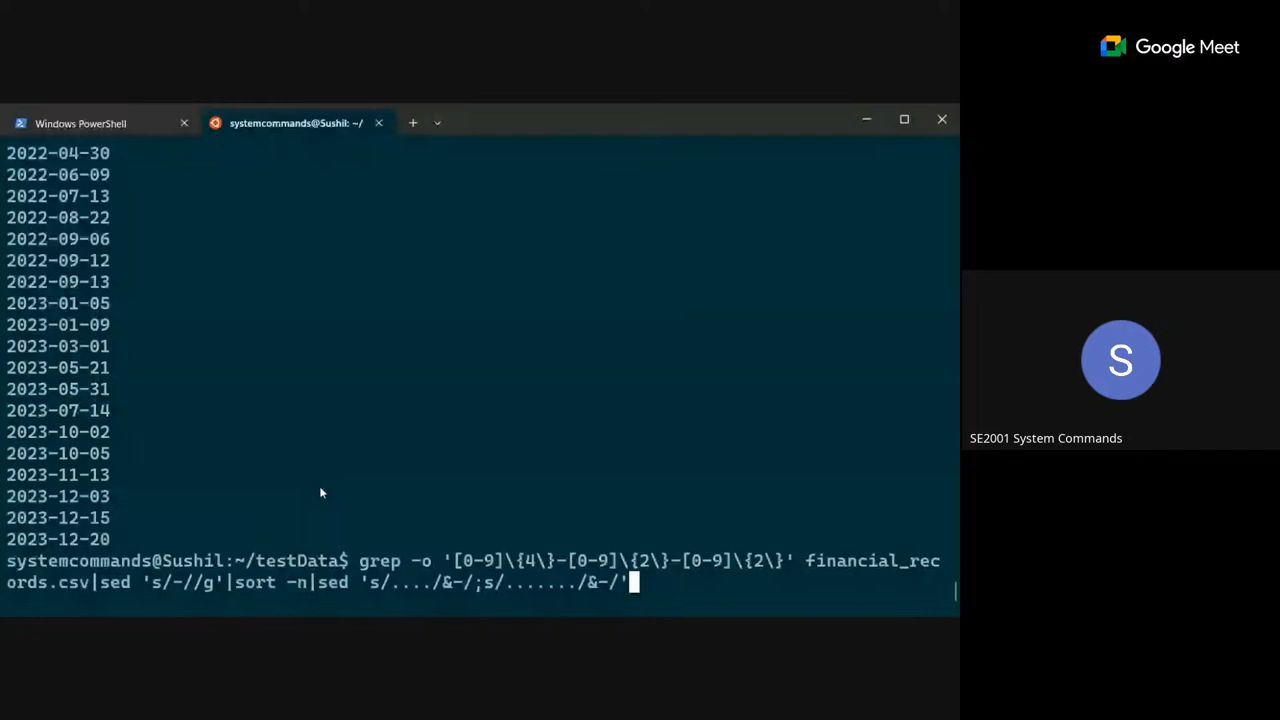 Google Meet
Windows PowerShell
systemcommands@Sushil: ~/
2022-04-30
2022-06-09
2022-07-13
2022-08-22
2022-09-06
2022-09-12
2022-09-13
2023-01-05
2023-01-09
2023-03-01
2023-05-21
2023-05-31
2023-07-14
2023-10-02
2023-10-05
2023-11-13
2023-12-03
2023-12-15
2023-12-20
systemcommands@Sushil:~/testData$ grep -o '[0-9]\{4\}-[0-9]\{2\}-[0-9]\{2\}' financial_rec
ords.csv|sed 's/-//g'|sort -n|sed 's/..../&-/;s/......./&-/'
S
SE2001 System Commands